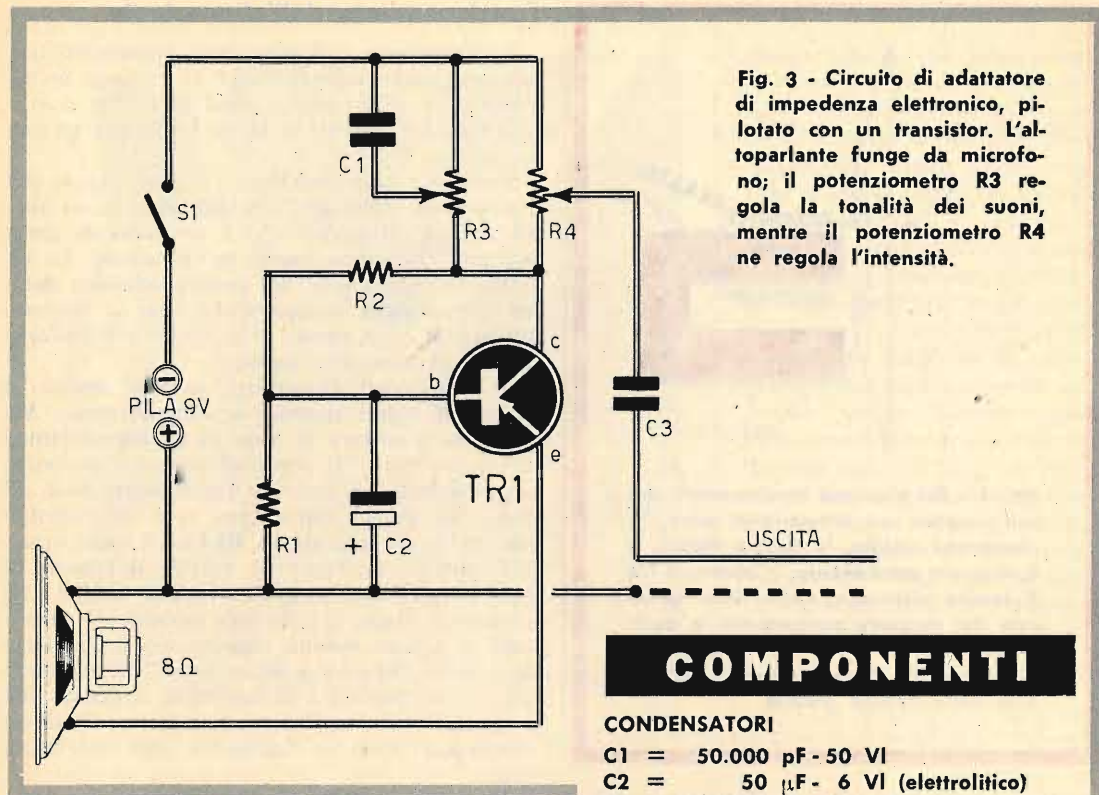 Fig. 3 - Circuito di adattatore
di impedenza elettronico, pi-
lotato con un transistor. L'al-
toparlante funge da microfo-
no; il potenziometro R3 re-
gola la tonalità dei suoni,
mentre il potenziometro R4
ne regola l'intensità.
C1
S1
R3
R4
R2
c
b
-
PILA 9V
+
C3
e
TR1
R1
+ C2
USCITA
8Ω
COMPONENTI
CONDENSATORI
C1 = 50.000 pF - 50 Vl
C2 = 50 µF - 6 Vl (elettrolitico)